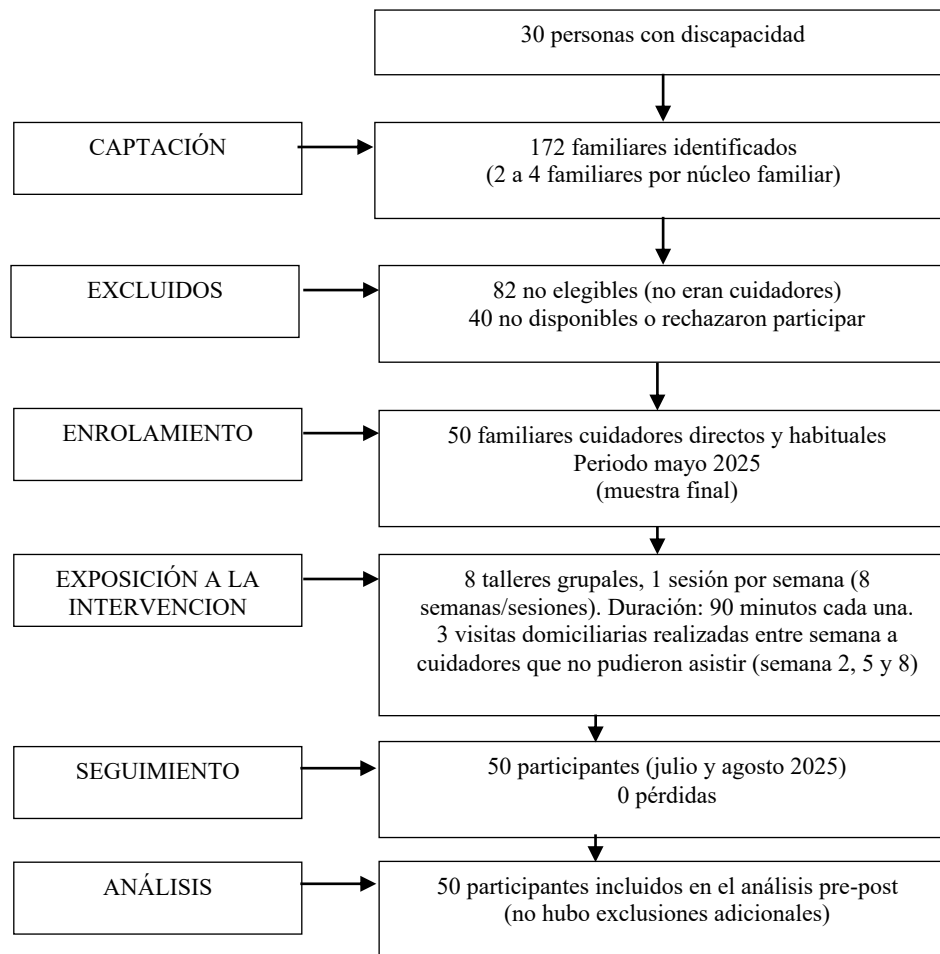 30 personas con discapacidad
CAPTACIÓN
172 familiares identificados
(2 a 4 familiares por núcleo familiar)
EXCLUIDOS
82 no elegibles (no eran cuidadores)
40 no disponibles o rechazaron participar
ENROLAMIENTO
50 familiares cuidadores directos y habituales
Periodo mayo 2025
(muestra final)
EXPOSICIÓN A LA
INTERVENCION
8 talleres grupales, 1 sesión por semana (8
semanas/sesiones). Duración: 90 minutos cada una.
3 visitas domiciliarias realizadas entre semana a
cuidadores que no pudieron asistir (semana 2, 5 y 8)
SEGUIMIENTO
50 participantes (julio y agosto 2025)
0 pérdidas
ANÁLISIS
50 participantes incluidos en el análisis pre-post
(no hubo exclusiones adicionales)